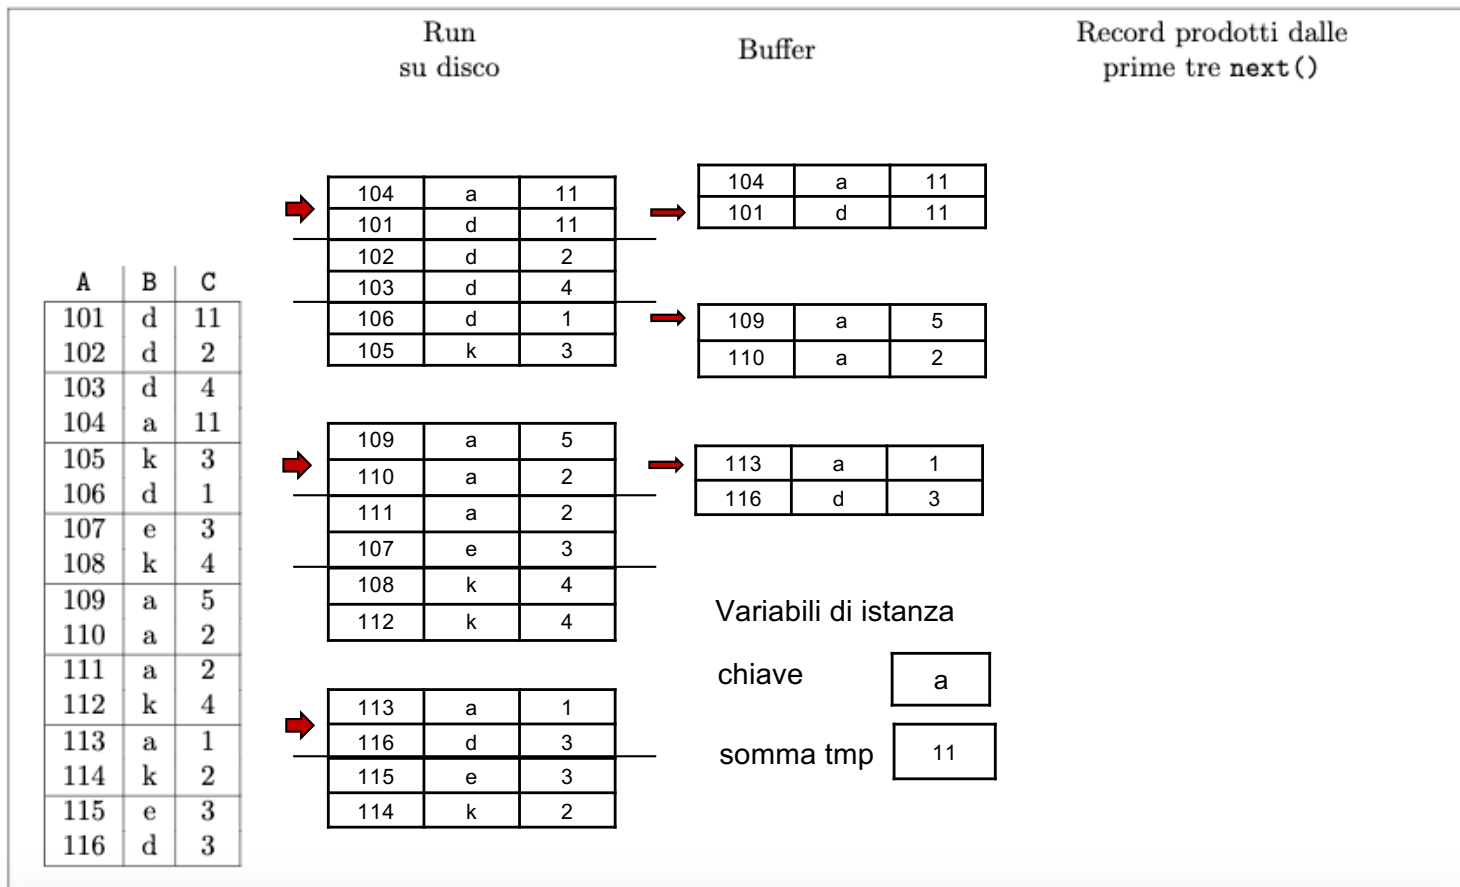 Run
su disco
Buffer
Record prodotti dalle
prime tre next()
A B C
101 d 11
102 d 2
103 d 4
104 a 11
105 k 3
106 d 1
107 e 3
108 k 4
109 a 5
110 a 2
111 a 2
112 k 4
113 a 1
114 k 2
115 e 3
116 d 3
104 a 11
101 d 11
102 d 2
103 d 4
106 d 1
105 k 3
109 a 5
110 a 2
111 a 2
107 e 3
108 k 4
112 k 4
113 a 1
116 d 3
115 e 3
114 k 2
104 a 11
101 d 11
109 a 5
110 a 2
113 a 1
116 d 3
Variabili di istanza
chiave a
somma tmp 11